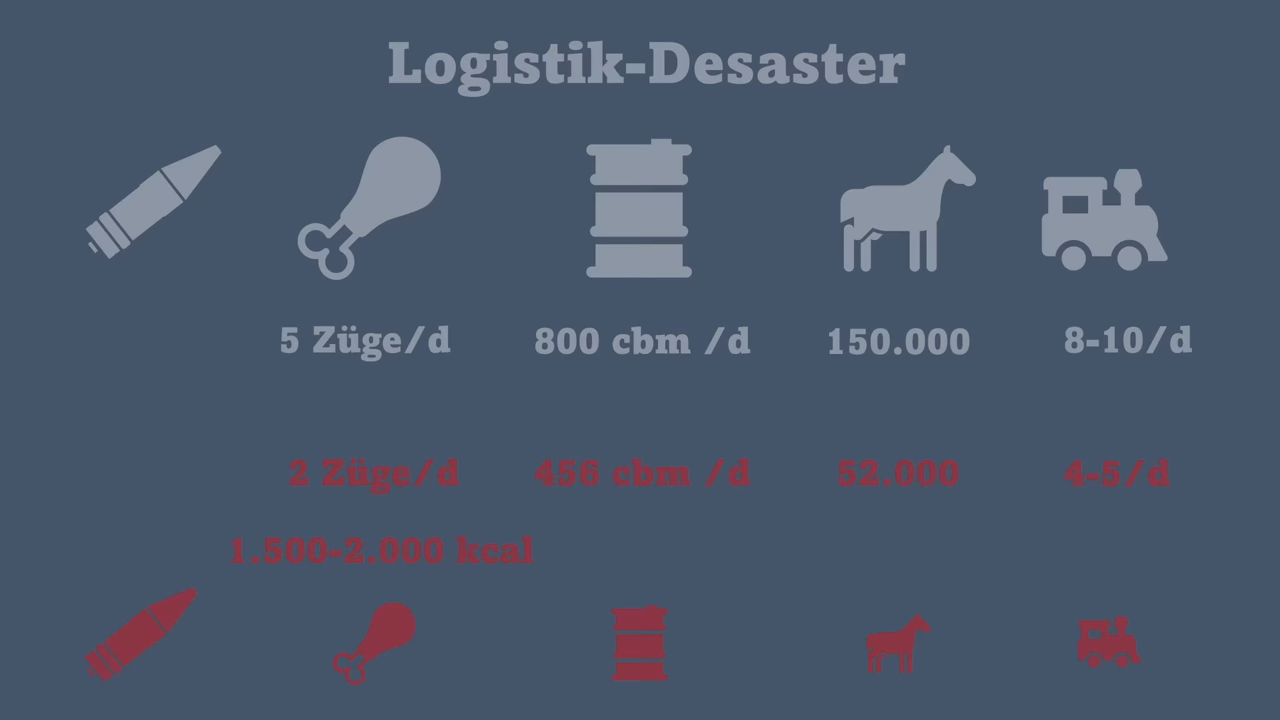 Logistik-Desaster
5 Züge/d 800 cbm /d 150.000 8-10/d
2 Züge/d 456 cbm /d 52.000 4-5/d
1.500-2.000 kcal